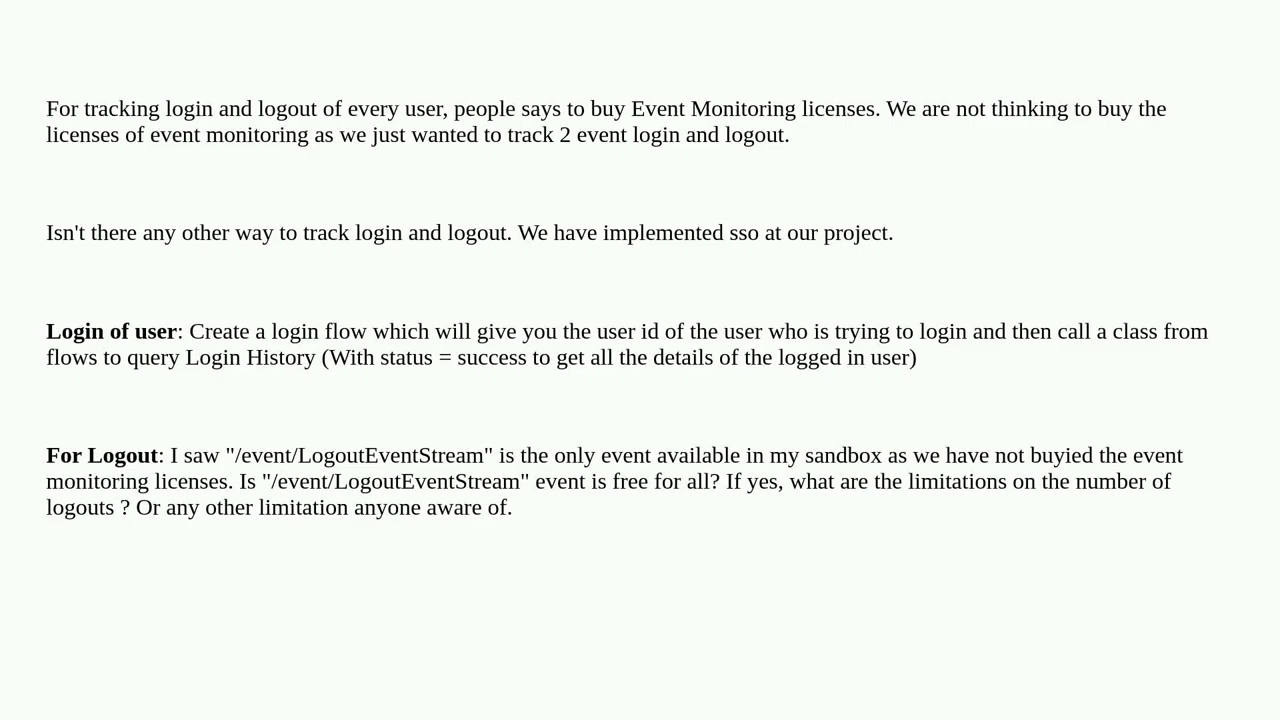 For tracking login and logout of every user, people says to buy Event Monitoring licenses. We are not thinking to buy the
licenses of event monitoring as we just wanted to track 2 event login and logout.
Isn't there any other way to track login and logout. We have implemented sso at our project.
Login of user: Create a login flow which will give you the user id of the user who is trying to login and then call a class from
flows to query Login History (With status = success to get all the details of the logged in user)
For Logout: I saw "/event/LogoutEventStream" is the only event available in my sandbox as we have not buyied the event
monitoring licenses. Is "/event/LogoutEventStream" event is free for all? If yes, what are the limitations on the number of
logouts ? Or any other limitation anyone aware of.